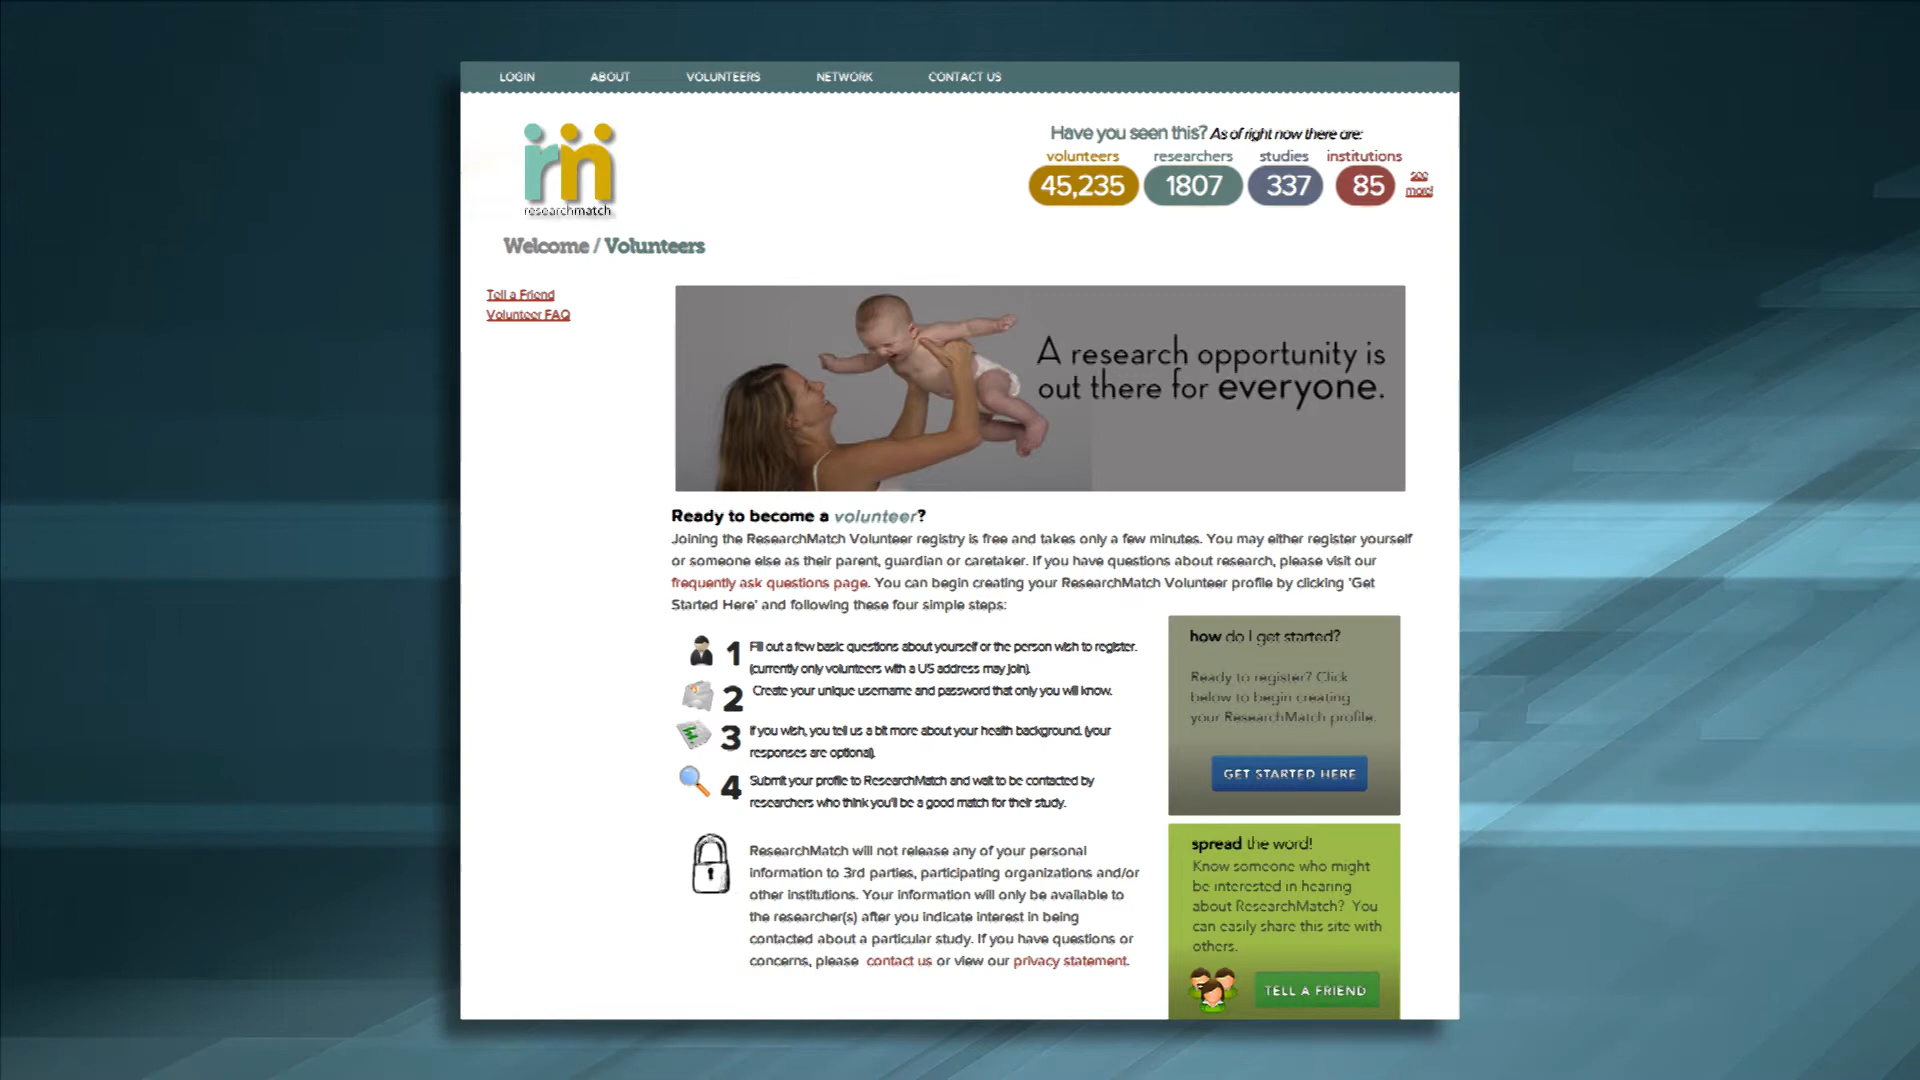 LOGIN ABOUT VOLUNTEERS NETWORK CONTACT US
researchmatch
Have you seen this? As of right now there are:
volunteers researchers studies institutions
45,235 1807 337 85 see
more!
Welcome / Volunteers
Tell a Friend
Volunteer FAQ
A research opportunity is
out there for everyone.
Ready to become a volunteer?
Joining the ResearchMatch Volunteer registry is free and takes only a few minutes. You may either register yourself
or someone else as their parent, guardian or caretaker. If you have questions about research, please visit our
frequently ask questions page. You can begin creating your ResearchMatch Volunteer profile by clicking 'Get
Started Here' and following these four simple steps:
1 Fill out a few basic questions about yourself or the person wish to register.
(currently only volunteers with a US address may join).
2 Create your unique username and password that only you will know.
3 If you wish, you tell us a bit more about your health background. (your
responses are optional).
4 Submit your profile to ResearchMatch and wait to be contacted by
researchers who think you'll be a good match for their study.
ResearchMatch will not release any of your personal
information to 3rd parties, participating organizations and/or
other institutions. Your information will only be available to
the researcher(s) after you indicate interest in being
contacted about a particular study. If you have questions or
concerns, please contact us or view our privacy statement.
how do I get started?
Ready to register? Click
below to begin creating
your ResearchMatch profile.
GET STARTED HERE
spread the word!
Know someone who might
be interested in hearing
about ResearchMatch? You
can easily share this site with
others.
TELL A FRIEND